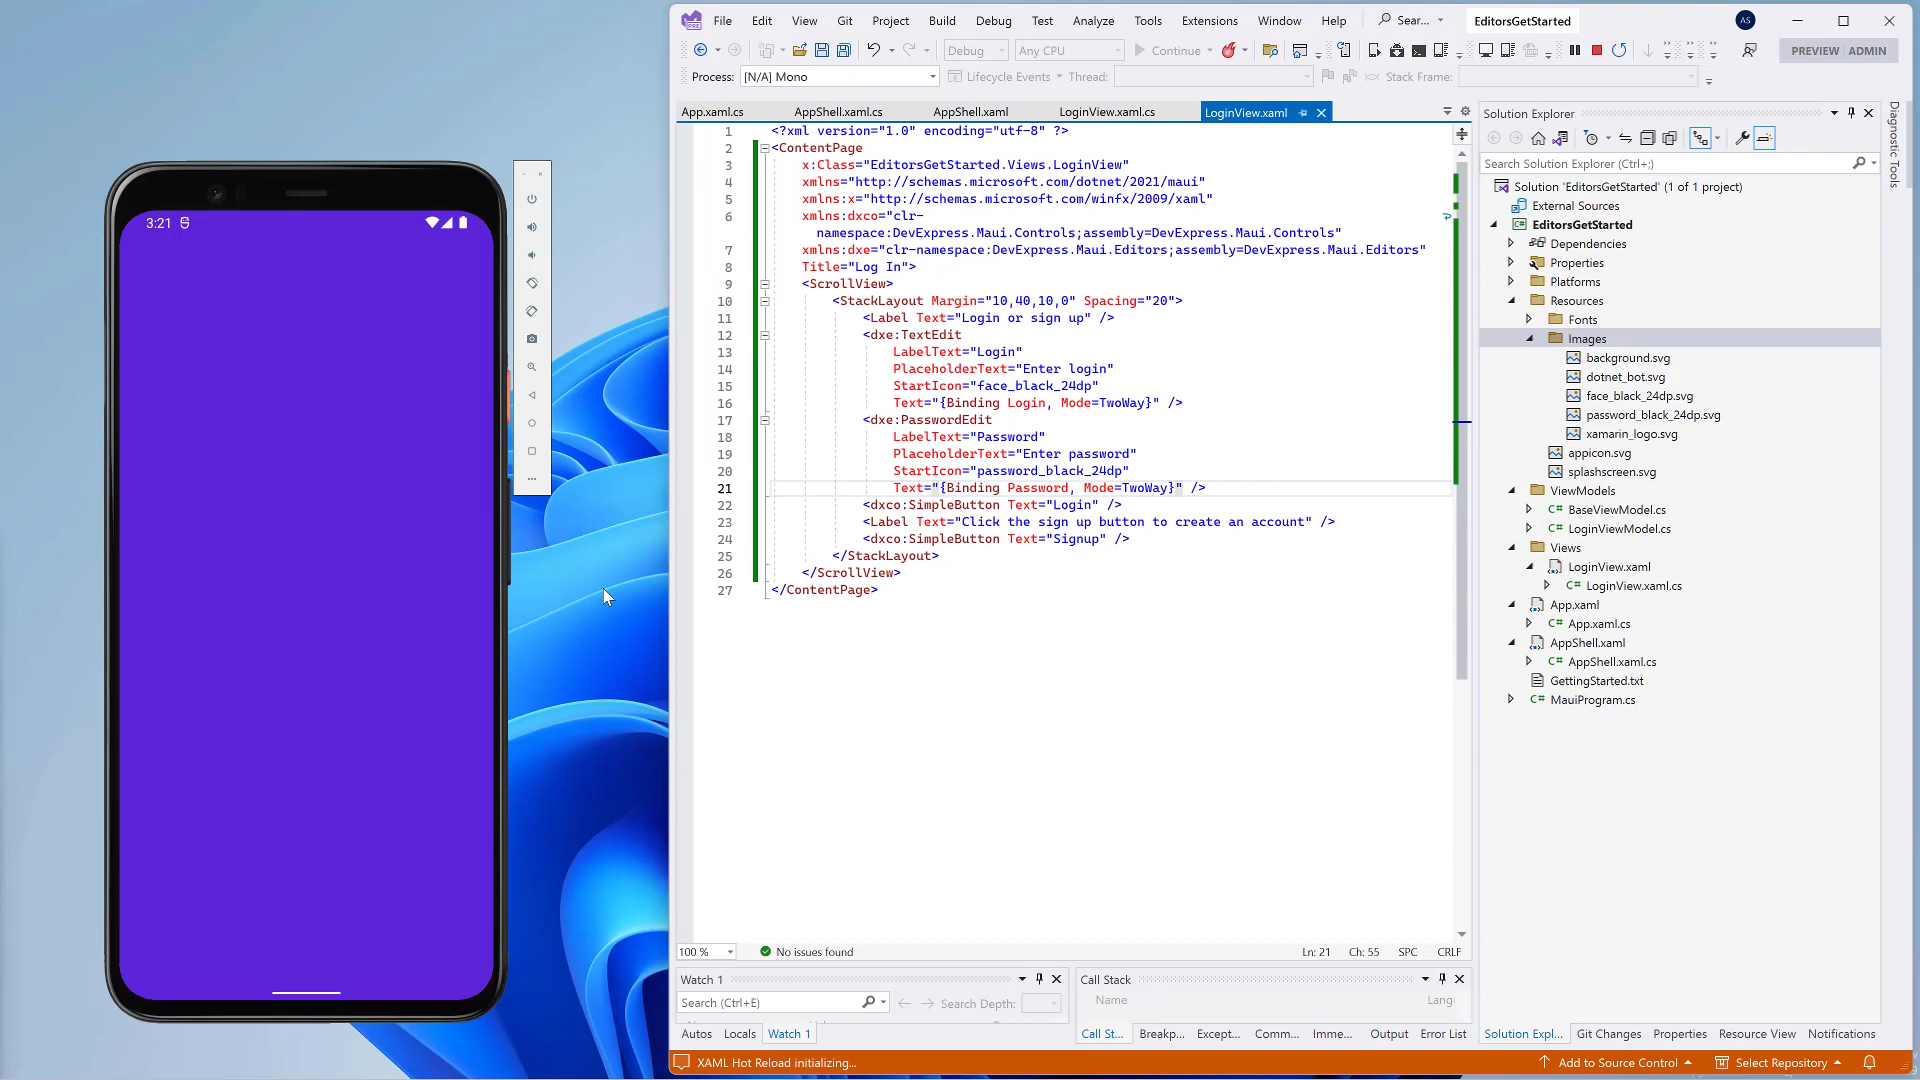 File Edit View Git Project Build Debug Test Analyze Tools Extensions Window Help Sear... EditorsGetStarted AS
Debug Any CPU Continue PREVIEW ADMIN
Process: [N/A] Mono Lifecycle Events Thread: Stack Frame:
App.xaml.cs AppShell.xaml.cs AppShell.xaml LoginView.xaml.cs LoginView.xaml
1 <?xml version="1.0" encoding="utf-8" ?>
2 <ContentPage
3 x:Class="EditorsGetStarted.Views.LoginView"
4 xmlns="http://schemas.microsoft.com/dotnet/2021/maui"
5 xmlns:x="http://schemas.microsoft.com/winfx/2009/xaml"
6 xmlns:dxco="clr-
namespace:DevExpress.Maui.Controls;assembly=DevExpress.Maui.Controls"
7 xmlns:dxe="clr-namespace:DevExpress.Maui.Editors;assembly=DevExpress.Maui.Editors"
8 Title="Log In">
9 <ScrollView>
10 <StackLayout Margin="10,40,10,0" Spacing="20">
11 <Label Text="Login or sign up" />
12 <dxe:TextEdit
13 LabelText="Login"
14 PlaceholderText="Enter login"
15 StartIcon="face_black_24dp"
16 Text="{Binding Login, Mode=TwoWay}" />
17 <dxe:PasswordEdit
18 LabelText="Password"
19 PlaceholderText="Enter password"
20 StartIcon="password_black_24dp"
21 Text="{Binding Password, Mode=TwoWay}" />
22 <dxco:SimpleButton Text="Login" />
23 <Label Text="Click the sign up button to create an account" />
24 <dxco:SimpleButton Text="Signup" />
25 </StackLayout>
26 </ScrollView>
27 </ContentPage>
3:21
100 % No issues found Ln: 21 Ch: 55 SPC CRLF
Watch 1
Search (Ctrl+E) Search Depth:
Autos Locals Watch 1
Call Stack
Name Langu
Call St... Breakp... Except... Comm... Imme... Output Error List
Solution Explorer
Search Solution Explorer (Ctrl+;)
Solution 'EditorsGetStarted' (1 of 1 project)
External Sources
EditorsGetStarted
Dependencies
Properties
Platforms
Resources
Fonts
Images
background.svg
dotnet_bot.svg
face_black_24dp.svg
password_black_24dp.svg
xamarin_logo.svg
appicon.svg
splashscreen.svg
ViewModels
C# BaseViewModel.cs
C# LoginViewModel.cs
Views
LoginView.xaml
C# LoginView.xaml.cs
App.xaml
C# App.xaml.cs
AppShell.xaml
C# AppShell.xaml.cs
GettingStarted.txt
C# MauiProgram.cs
Solution Expl... Git Changes Properties Resource View Notifications
Diagnostic Tools
XAML Hot Reload initializing... Add to Source Control Select Repository